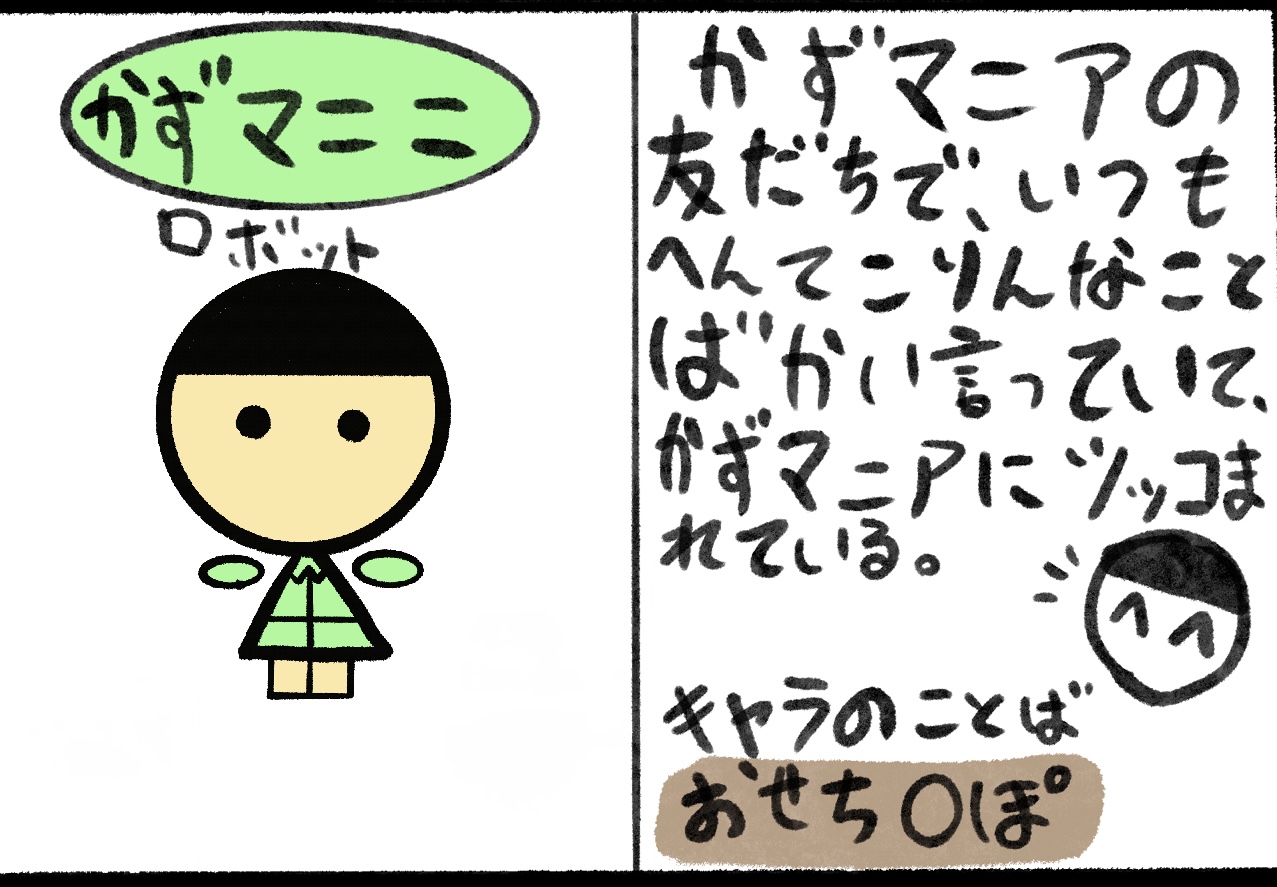 かずマニニ
ロボット
かずマニアの
友だちで、いつも
へんてこりんなこと
ばかい言っていて、
かずマニアにツッコま
れている。
キャラのことば
おせち〇ぽ